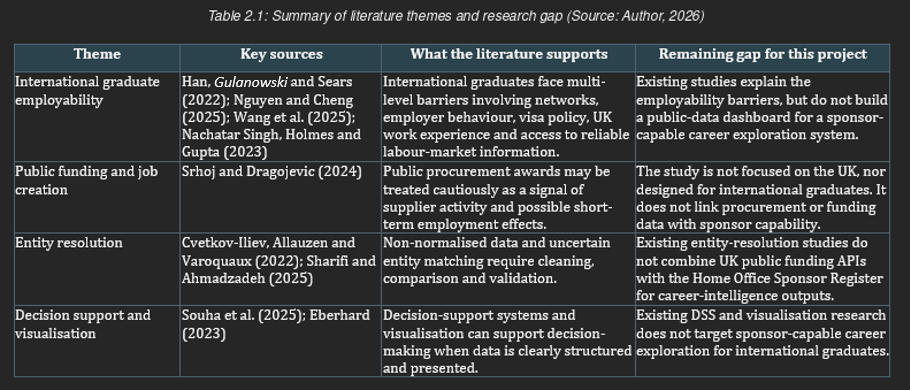 Table 2.1: Summary of literature themes and research gap (Source: Author, 2026)
Theme
Key sources
What the literature supports
Remaining gap for this project
International graduate
employability
Han, Gulanowski and Sears
(2022); Nguyen and Cheng
(2025); Wang et al. (2025);
Nachatar Singh, Holmes and
Gupta (2023)
International graduates face multi-
level barriers involving networks,
employer behaviour, visa policy, UK
work experience and access to reliable
labour-market information.
Existing studies explain the
employability barriers, but do not build
a public-data dashboard for a sponsor-
capable career exploration system.
Public funding and job
creation
Srhoj and Dragojevic (2024)
Public procurement awards may be
treated cautiously as a signal of
supplier activity and possible short-
term employment effects.
The study is not focused on the UK, nor
designed for international graduates. It
does not link procurement or funding
data with sponsor capability.
Entity resolution
Cvetkov-Iliev, Allauzen and
Varoquaux (2022); Sharifi and
Ahmadzadeh (2025)
Non-normalised data and uncertain
entity matching require cleaning,
comparison and validation.
Existing entity-resolution studies do
not combine UK public funding APIs
with the Home Office Sponsor Register
for career-intelligence outputs.
Decision support and
visualisation
Souha et al. (2025); Eberhard
(2023)
Decision-support systems and
visualisation can support decision-
making when data is clearly structured
and presented.
Existing DSS and visualisation research
does not target sponsor-capable career
exploration for international graduates.